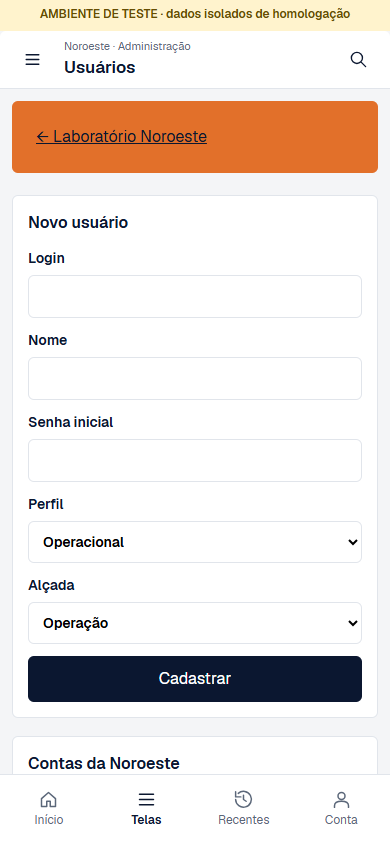 AMBIENTE DE TESTE · dados isolados de homologação
Noroeste · Administração
Usuários
← Laboratório Noroeste
Novo usuário
Login
Nome
Senha inicial
Perfil
Operacional
Alçada
Operação
Cadastrar
Contas da Noroeste
Início
Telas
Recentes
Conta